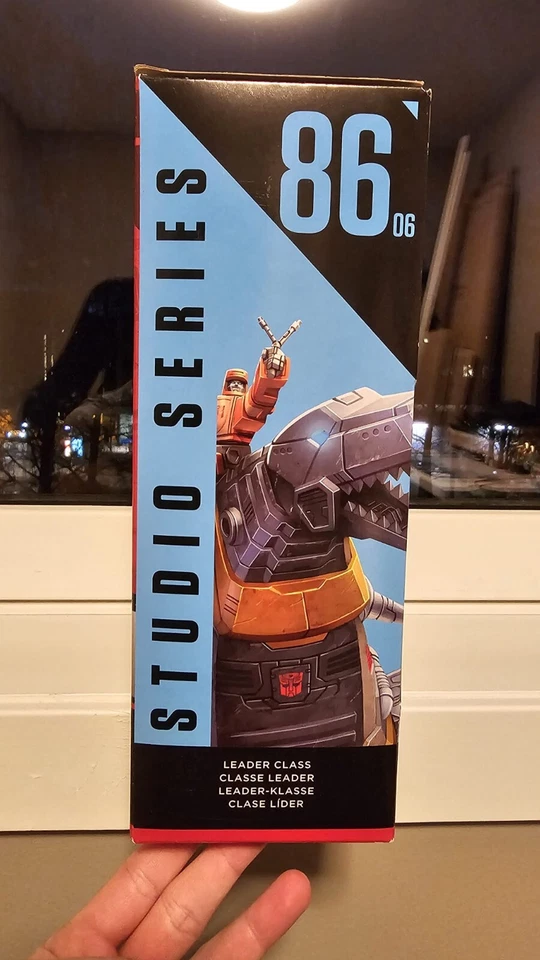 86
06
STUDIO SERIES
LEADER CLASS
CLASSE LEADER
LEADER-KLASSE
CLASE LÍDER